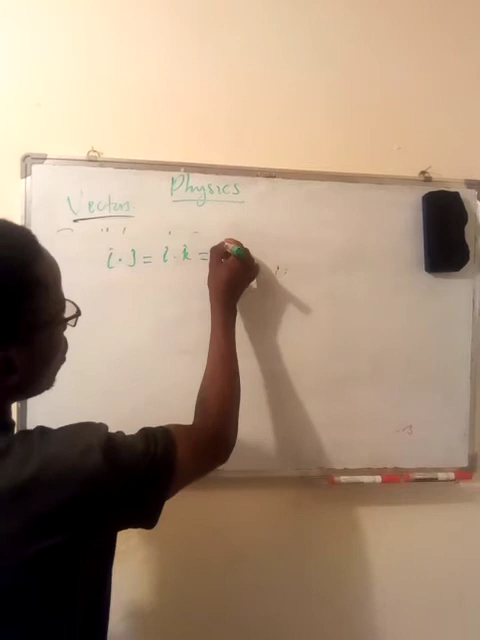 Physics
Vectors:
i · j = i · k =